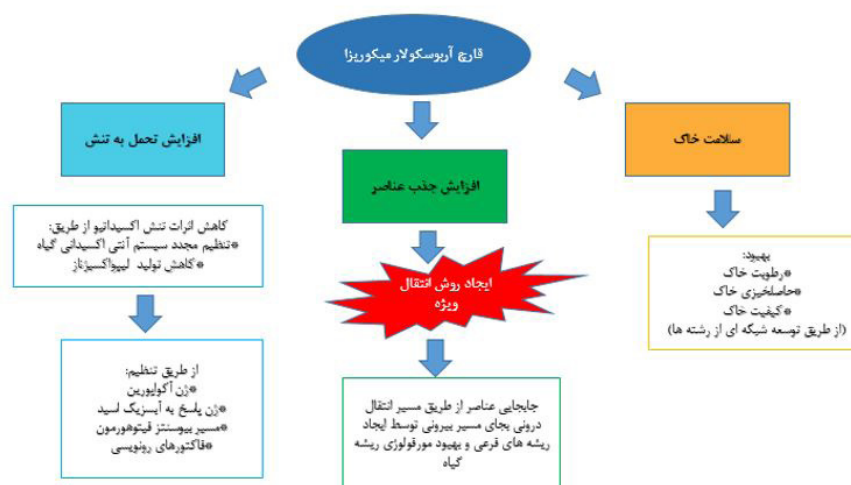 قارچ آربوسکولار میکوریزا
سلامت خاک
افزایش جذب عناصر
افزایش تحمل به تنش
بهبود:
*رطوبت خاک
*حاصلخیزی خاک
*کیفیت خاک
(از طریق توسعه شبکه ای از رشته ها)
ایجاد روش انتقال
ویژه
جابجایی عناصر از طریق مسیر انتقال
درونی بجای مسیر بیرونی توسط ایجاد
ریشه های فرعی و بهبود مورفولوژی ریشه
گیاه
کاهش اثرات تنش اکسیداتیو از طریق:
*تنظیم مجدد سیستم آنتی اکسیدانی گیاه
*کاهش تولید لیپواکسیژناز
از طریق تنظیم:
*ژن آکواپورین
*ژن پاسخ به آبسزیک اسید
*مسیر بیوسنتز فیتوهورمون
*فاکتورهای رونویسی